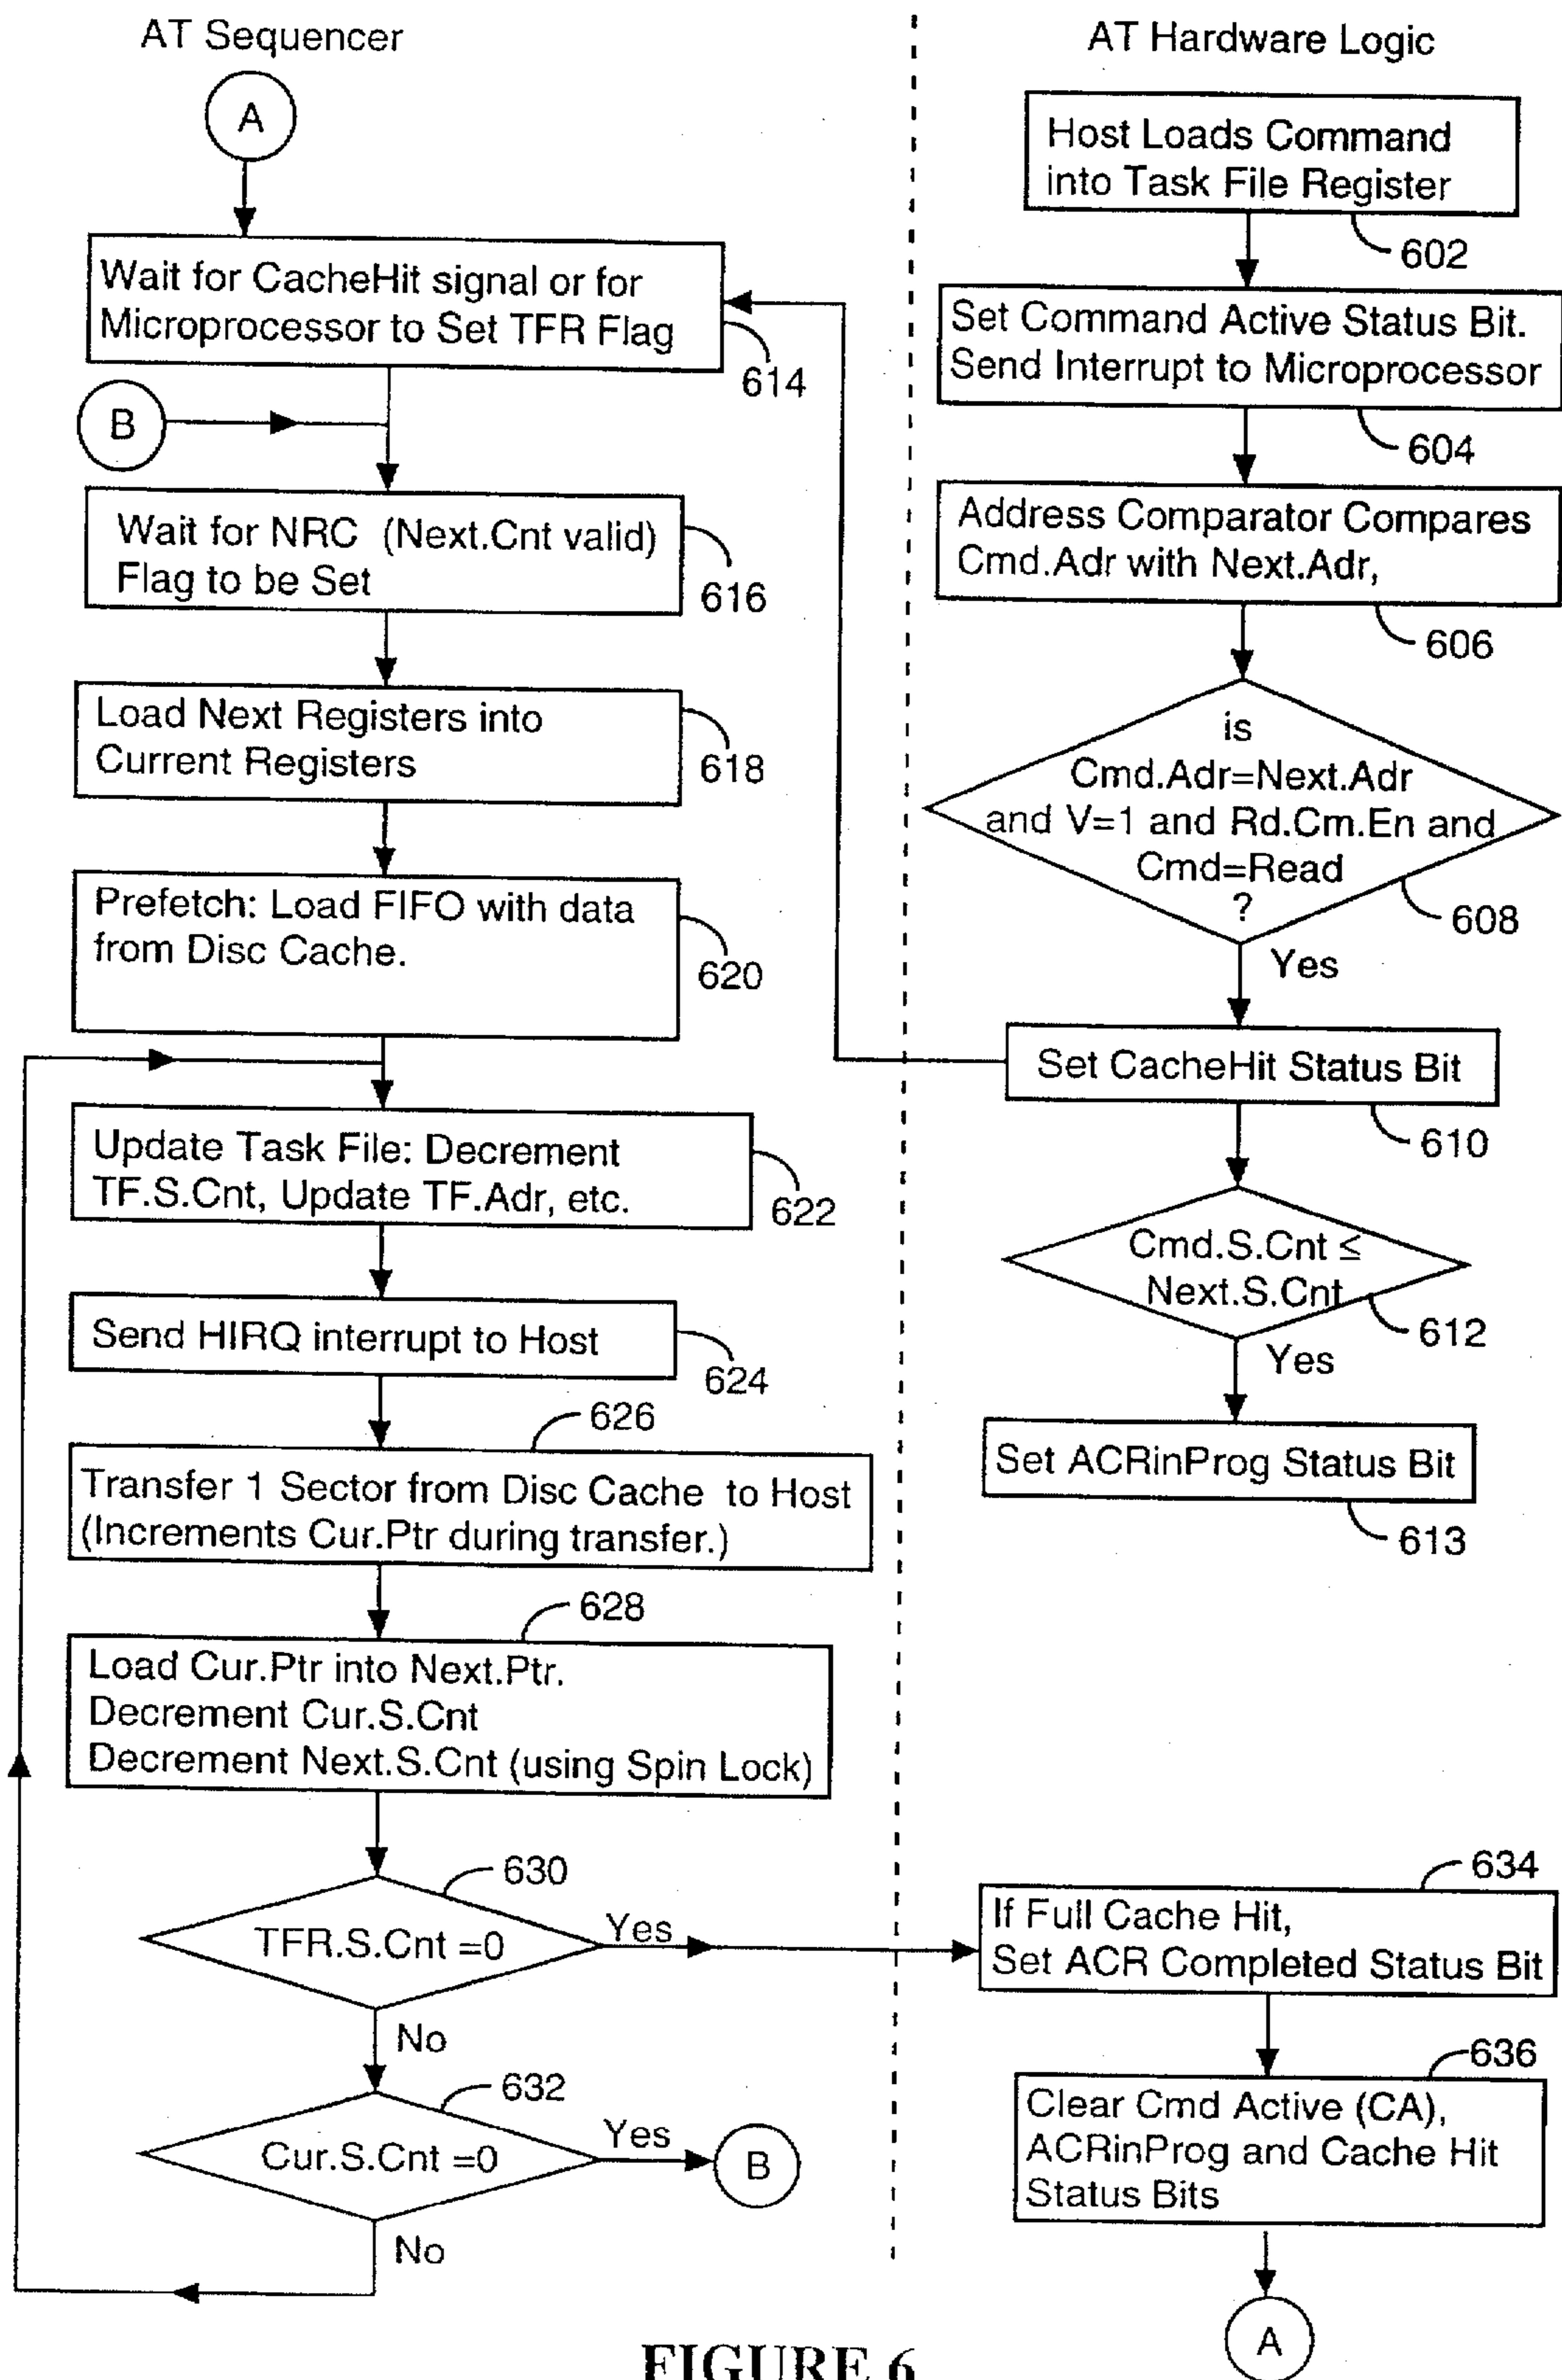 AT Sequencer
A
Wait for CacheHit signal or for
Microprocessor to Set TFR Flag
614
B
Wait for NRC (Next.Cnt valid)
Flag to be Set
616
Load Next Registers into
Current Registers
618
Prefetch: Load FIFO with data
from Disc Cache.
620
Update Task File: Decrement
TF.S.Cnt, Update TF.Adr, etc.
622
Send HIRQ interrupt to Host
624
626
Transfer 1 Sector from Disc Cache to Host
(Increments Cur.Ptr during transfer.)
628
Load Cur.Ptr into Next.Ptr.
Decrement Cur.S.Cnt
Decrement Next.S.Cnt (using Spin Lock)
630
TFR.S.Cnt =0
Yes
No
632
Cur.S.Cnt =0
Yes
B
No
AT Hardware Logic
Host Loads Command
into Task File Register
602
Set Command Active Status Bit.
Send Interrupt to Microprocessor
604
Address Comparator Compares
Cmd.Adr with Next.Adr,
606
is
Cmd.Adr=Next.Adr
and V=1 and Rd.Cm.En and
Cmd=Read
?
608
Yes
Set CacheHit Status Bit
610
Cmd.S.Cnt ≤
Next.S.Cnt
612
Yes
Set ACRinProg Status Bit
613
634
If Full Cache Hit,
Set ACR Completed Status Bit
636
Clear Cmd Active (CA),
ACRinProg and Cache Hit
Status Bits
A
FIGURE 6